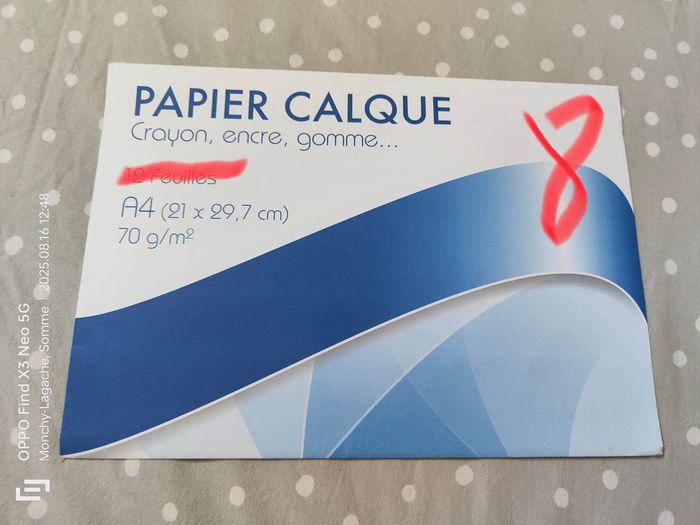 PAPIER CALQUE
Crayon, encre, gomme...
12 Feuilles
A4 (21 x 29,7 cm)
70 g/m²
8
OPPO Find X3 Neo 5G
Monchy-Lagache, Somme 2025.08.16 12:48